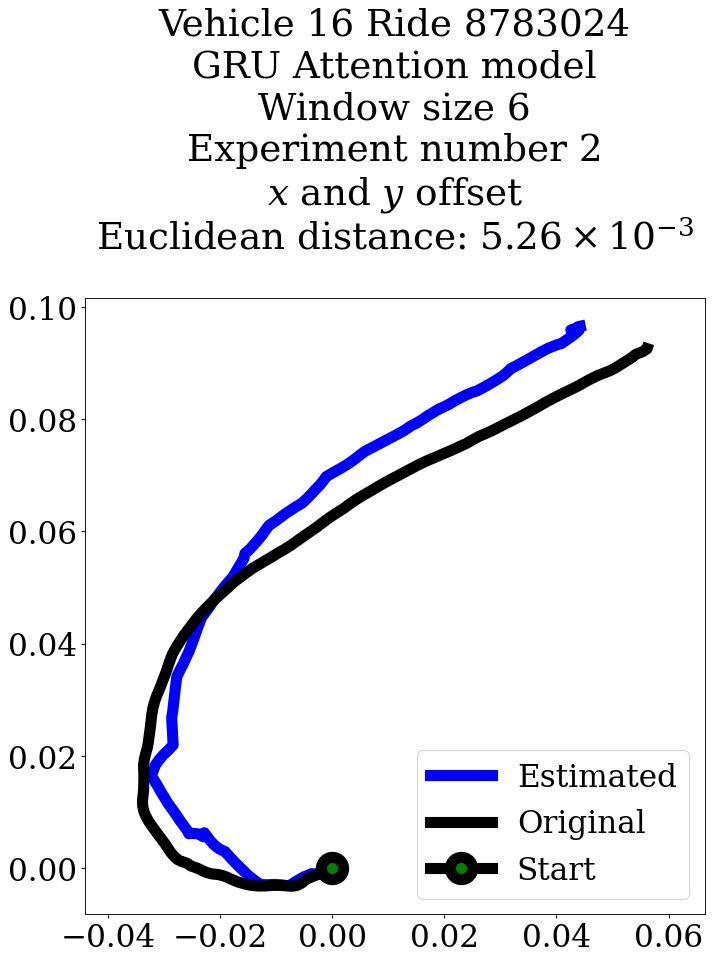 Vehicle 16 Ride 8783024
GRU Attention model
Window size 6
Experiment number 2
x and y offset
Euclidean distance: 5.26 × 10⁻³
0.10
0.08
0.06
0.04
0.02
0.00
Estimated
Original
Start
−0.04 −0.02 0.00 0.02 0.04 0.06